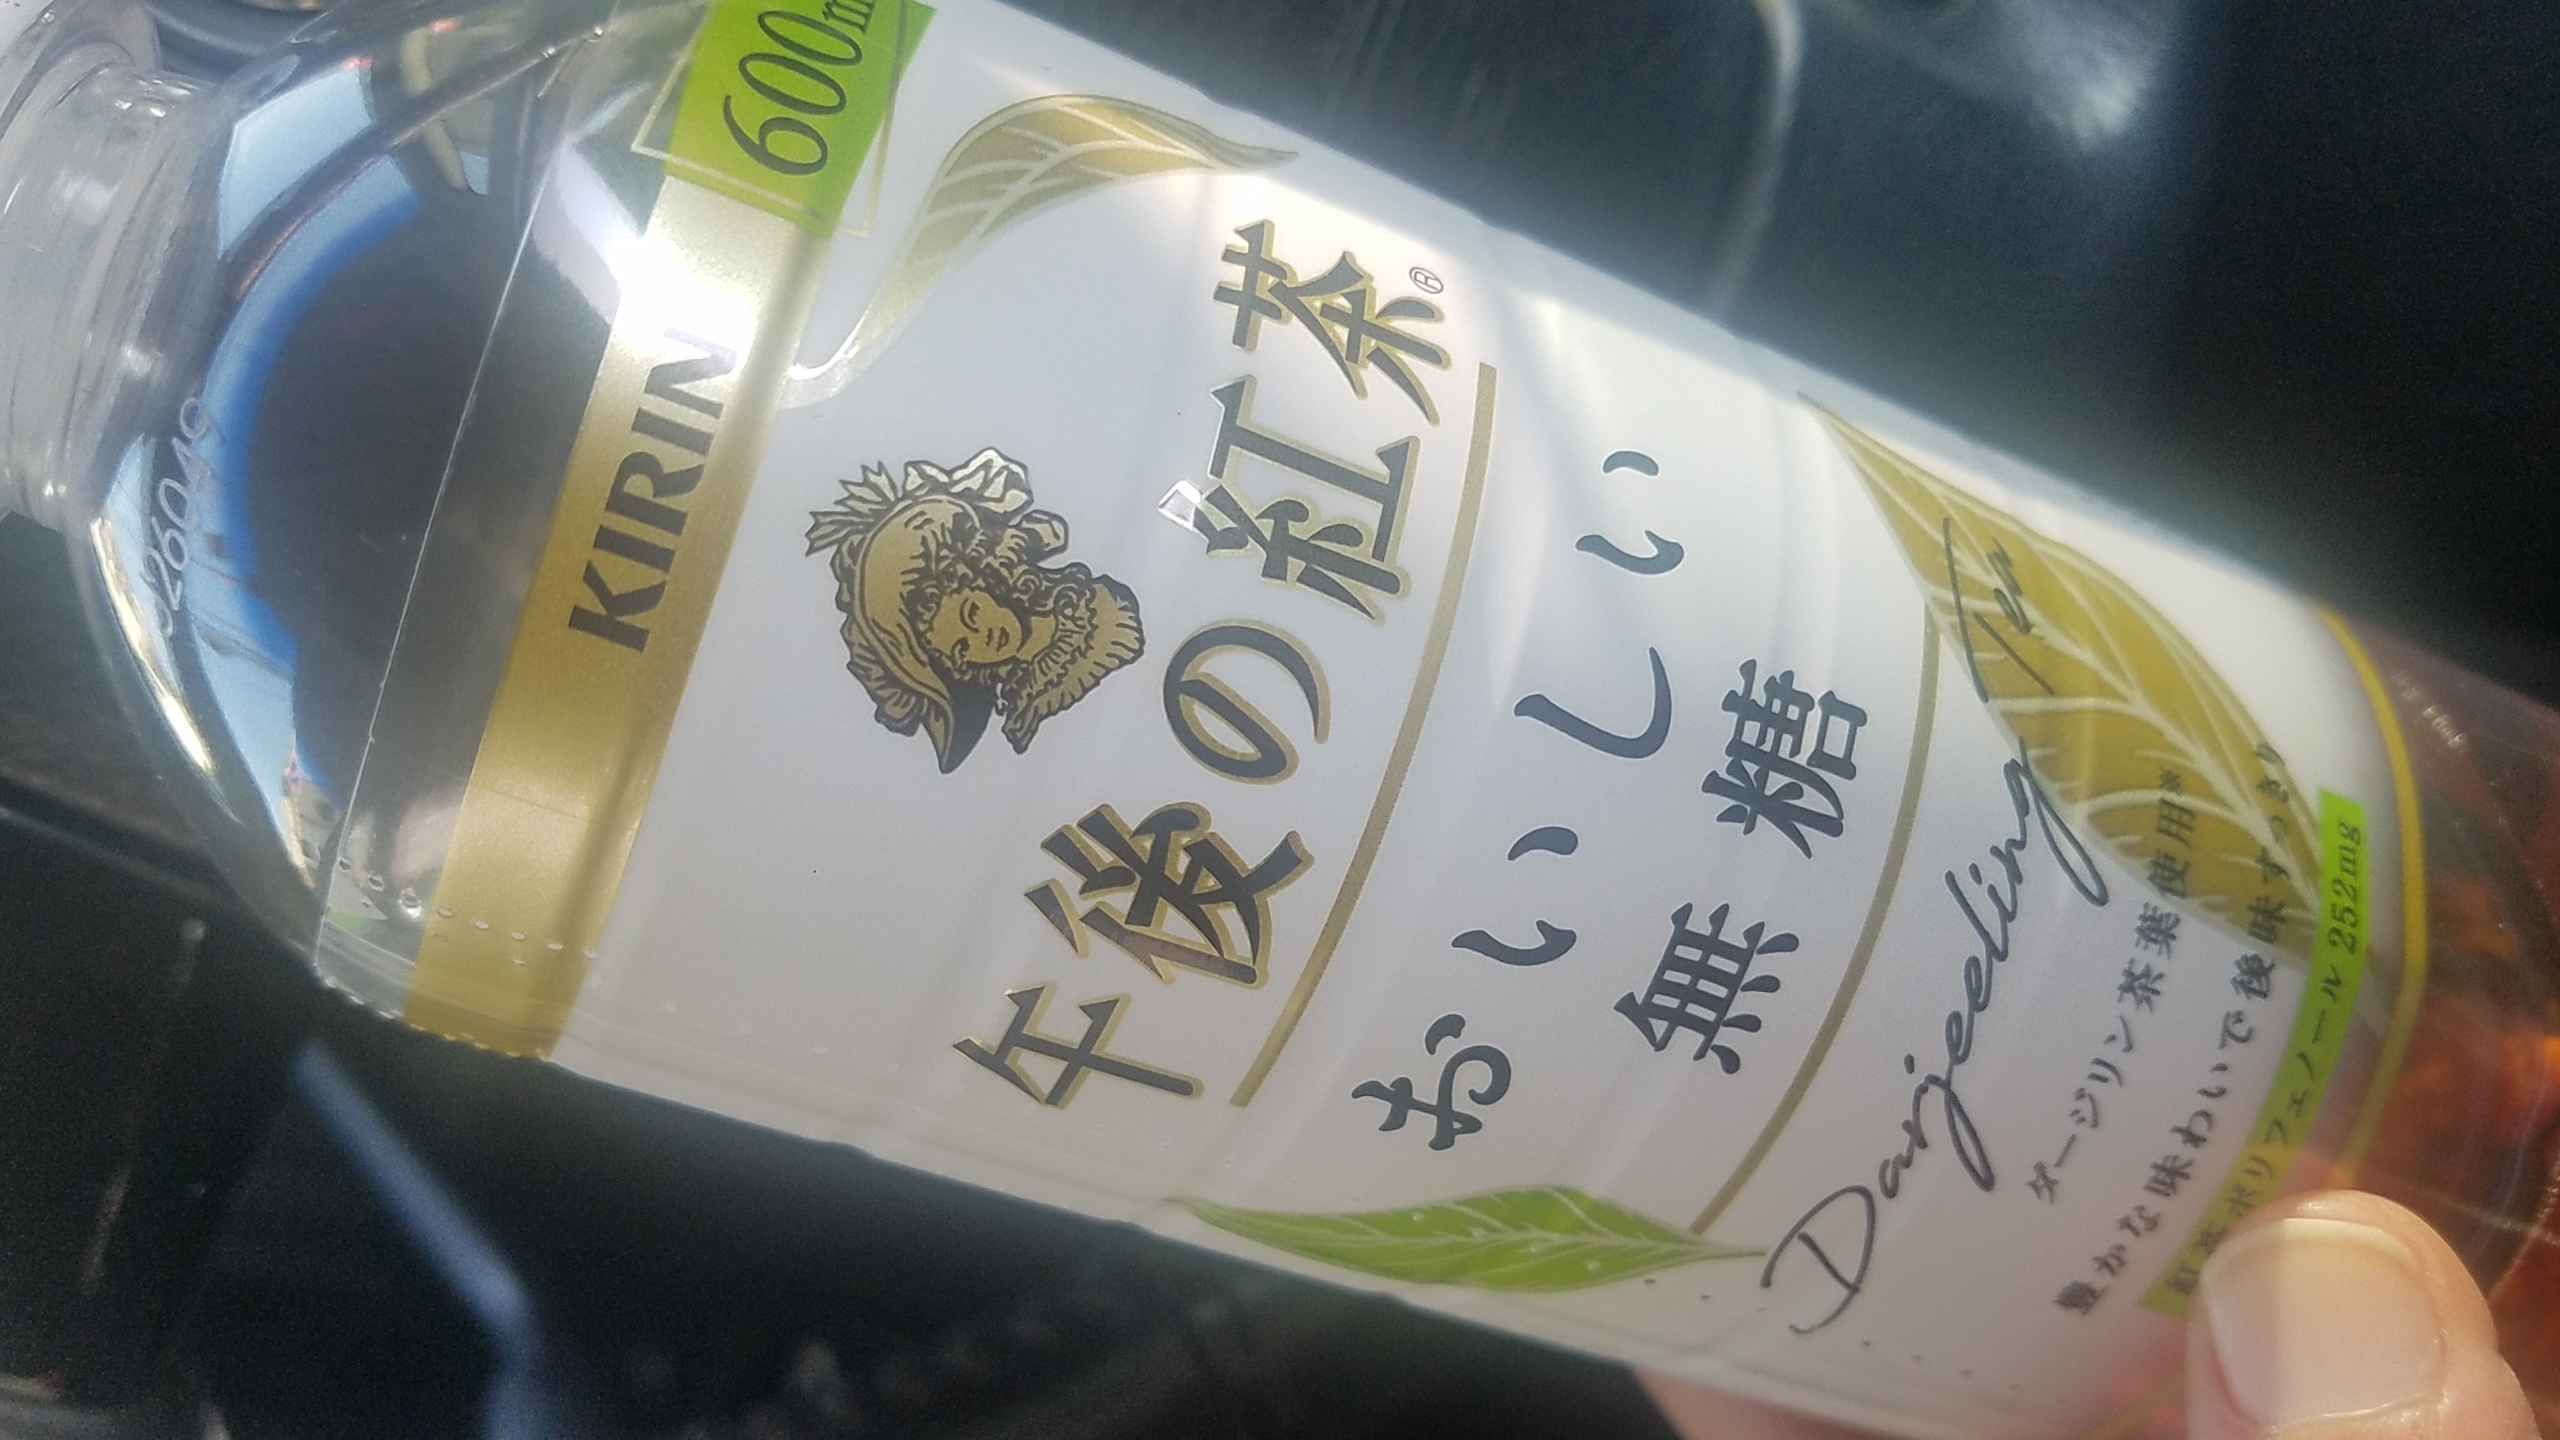 600ml
KIRIN
午後の紅茶®
おいしい
無糖
Darjeeling Tea
ダージリン茶葉使用※
豊かな味わいで後味すっきり
紅茶ポリフェノール 252mg